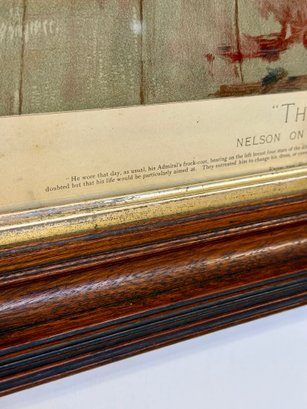 "TH
NELSON ON
"He wore that day, as usual, his Admiral's frock-coat, bearing on the left breast four stars of the
doubted but that his life would be particularly aimed at. They entreated him to change his dress, or